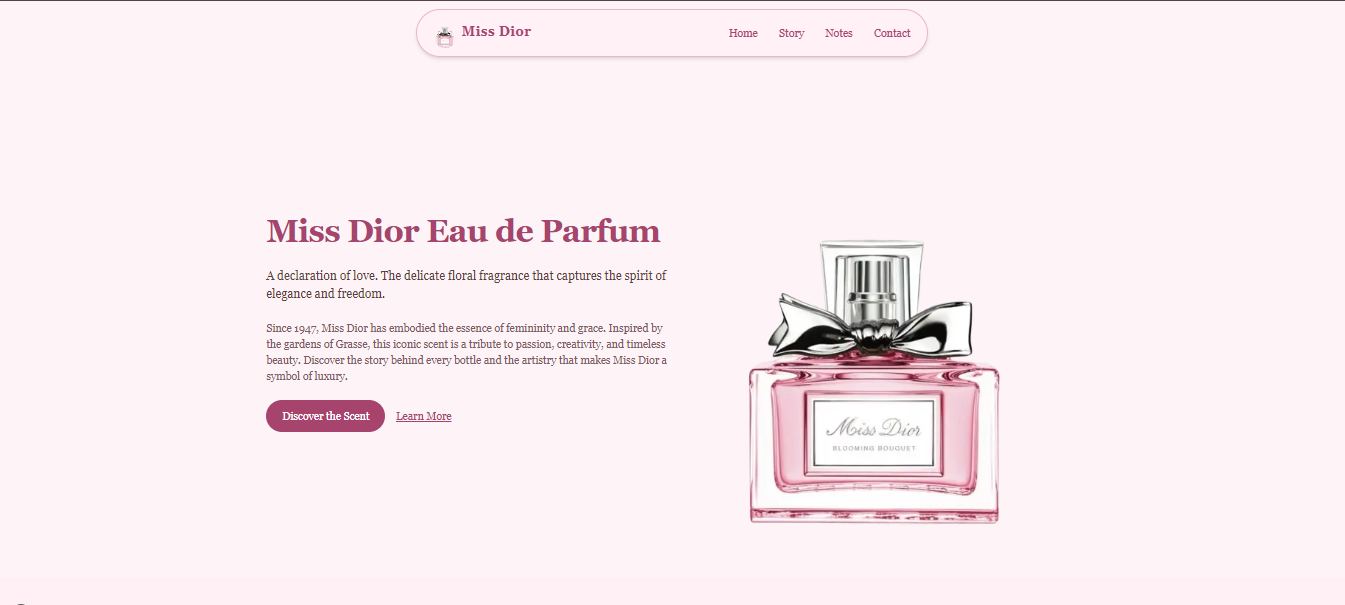 Miss Dior
Home Story Notes Contact
Miss Dior Eau de Parfum
A declaration of love. The delicate floral fragrance that captures the spirit of
elegance and freedom.
Since 1947, Miss Dior has embodied the essence of femininity and grace. Inspired by
the gardens of Grasse, this iconic scent is a tribute to passion, creativity, and timeless
beauty. Discover the story behind every bottle and the artistry that makes Miss Dior a
symbol of luxury.
Discover the Scent Learn More
Miss Dior
BLOOMING BOUQUET